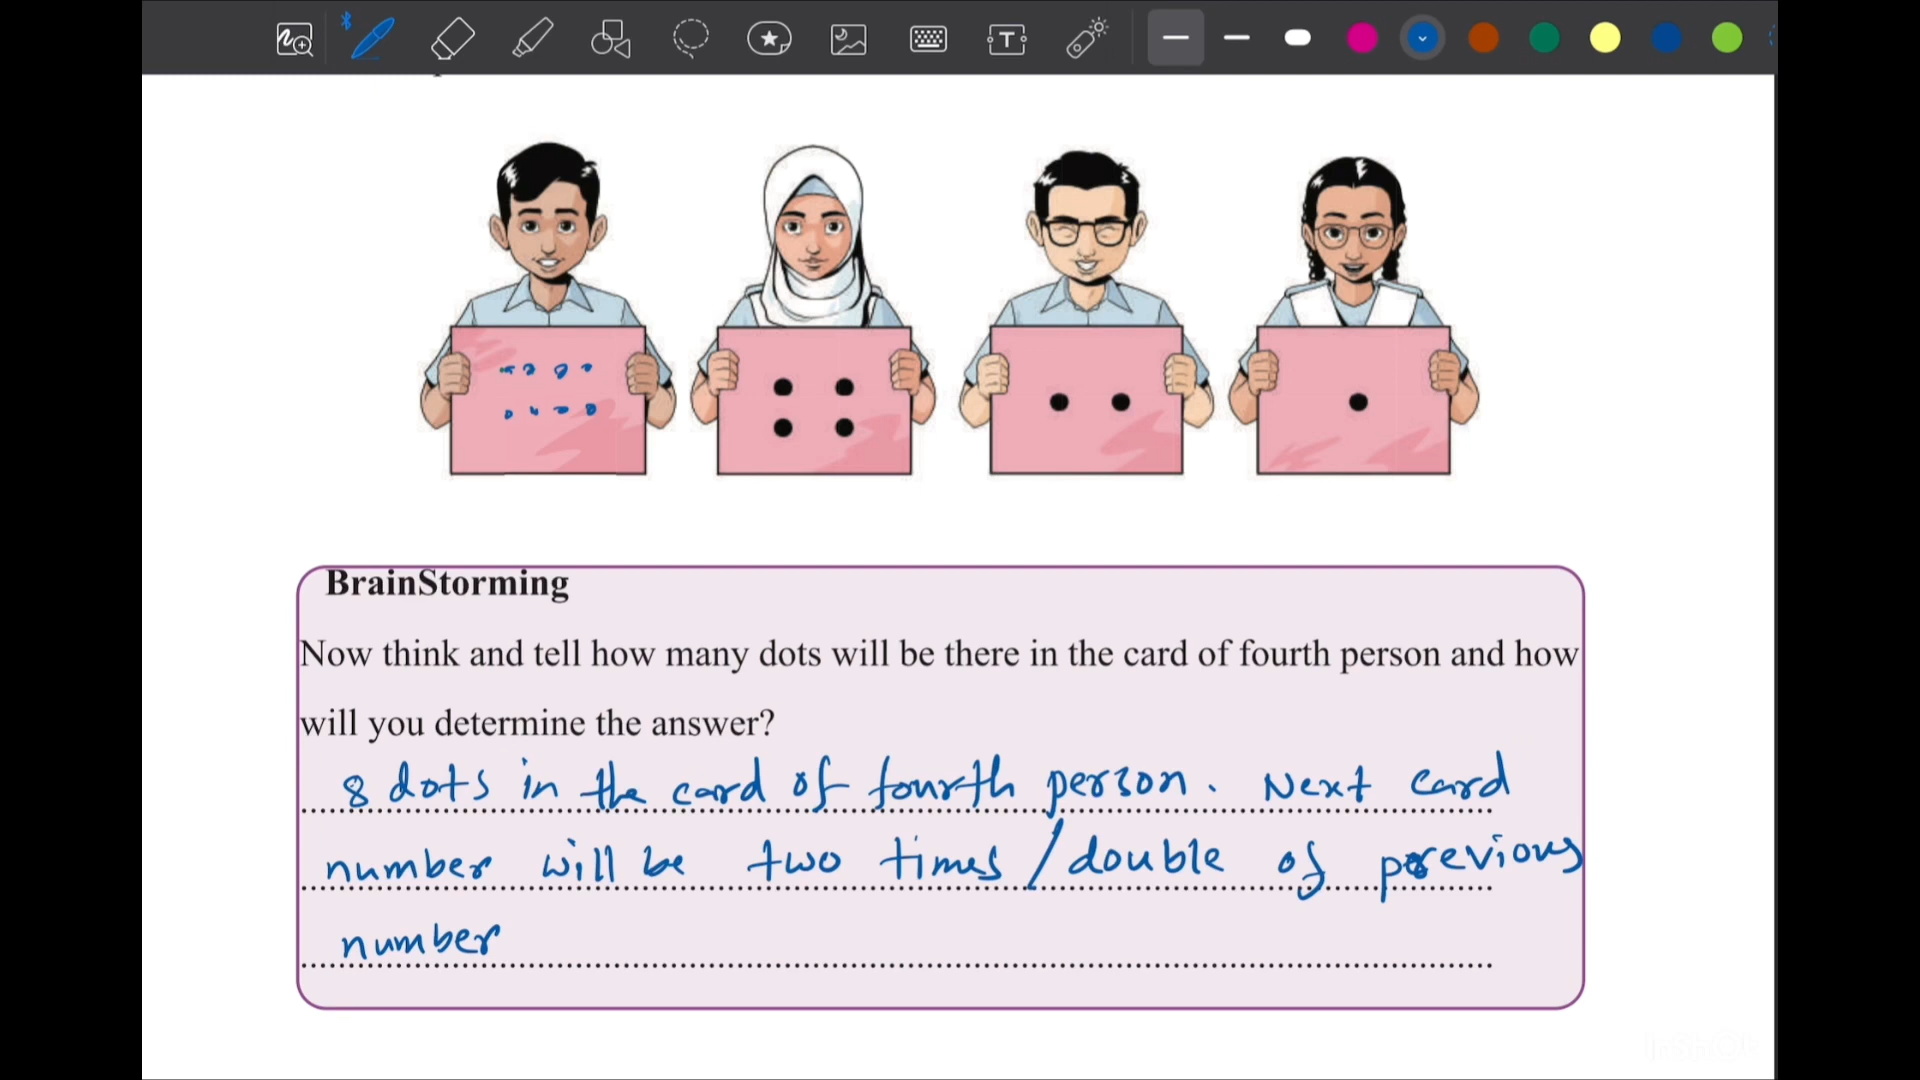 BrainStorming
Now think and tell how many dots will be there in the card of fourth person and how
will you determine the answer?
8 dots in the card of fourth person. Next card
number will be two times/double of previous
number